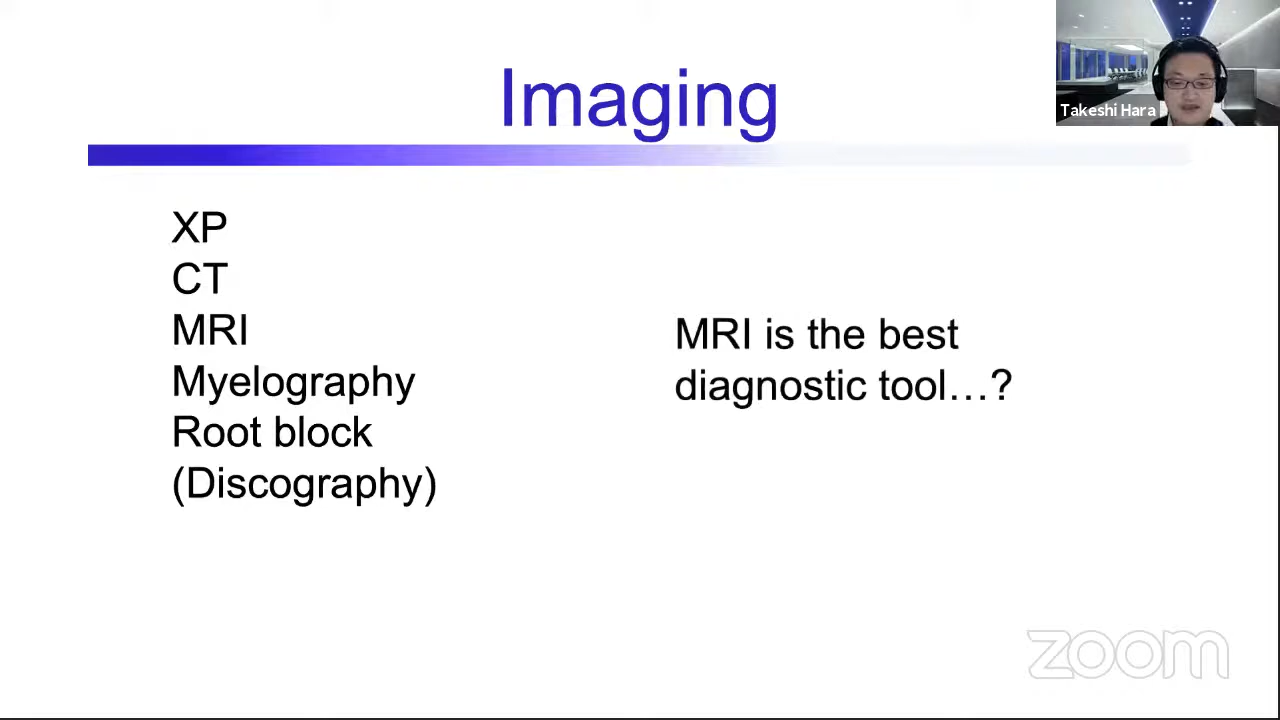 Imaging
Takeshi Hara
XP
CT
MRI
Myelography
Root block
(Discography)
MRI is the best
diagnostic tool…?
zoom